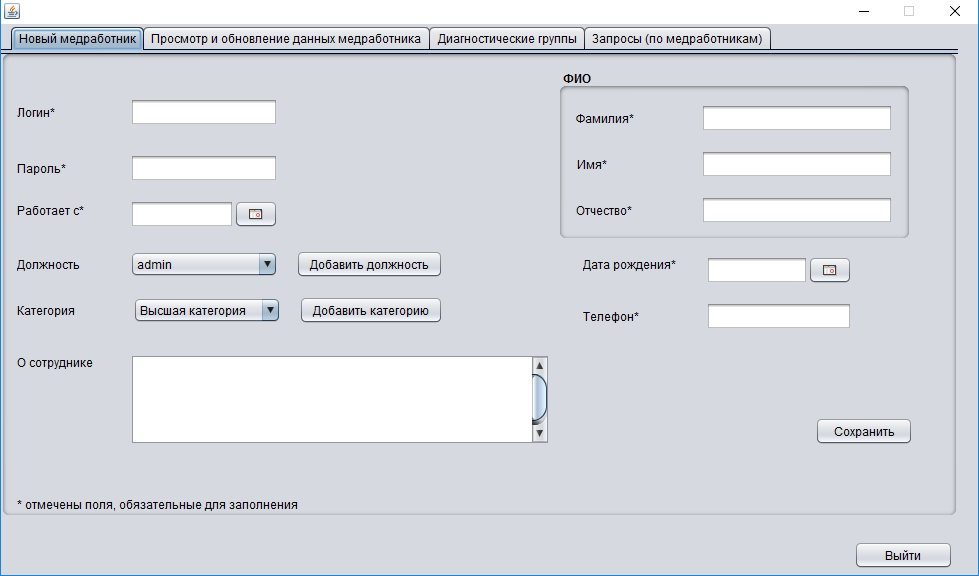 Новый медработник
Просмотр и обновление данных медработника
Диагностические группы
Запросы (по медработникам)
ФИО
Логин*
Фамилия*
Пароль*
Имя*
Работает с*
Отчество*
Должность
admin
Добавить должность
Дата рождения*
Категория
Высшая категория
Добавить категорию
Телефон*
О сотруднике
Сохранить
* отмечены поля, обязательные для заполнения
Выйти